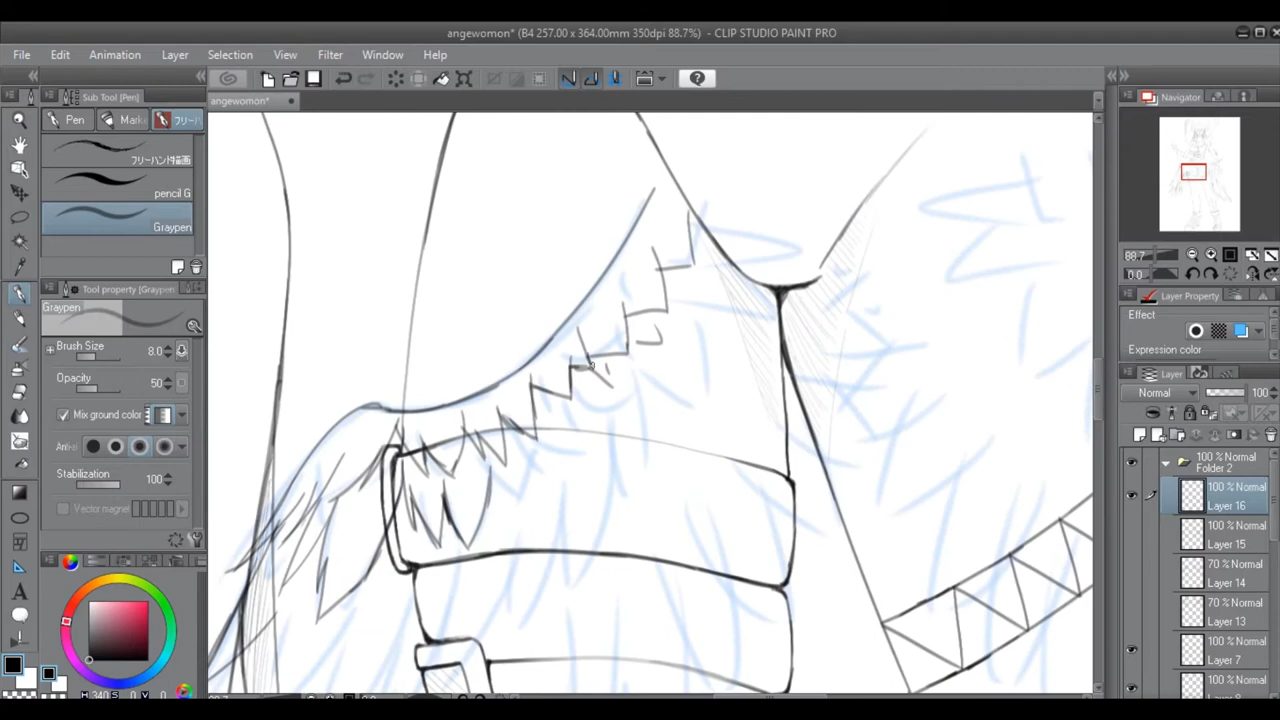 angewomon* (B4 257.00 x 364.00mm 350dpi 88.7%) - CLIP STUDIO PAINT PRO
File Edit Animation Layer Selection View Filter Window Help
Sub Tool [Pen]
angewomon*
Navigator
Pen
pencil G
Graypen
88.7
0.0
Tool property [Graypen]
Graypen
Brush Size 8.0
Opacity 50
Mix ground color
Stabilization 100
Vector magnet
Layer Property
Effect
Expression color
Layer
Normal 100
100 % Normal
Folder 2
100 % Normal
Layer 16
100 % Normal
Layer 15
70 % Normal
Layer 14
70 % Normal
Layer 13
100 % Normal
Layer 7
100 % Normal